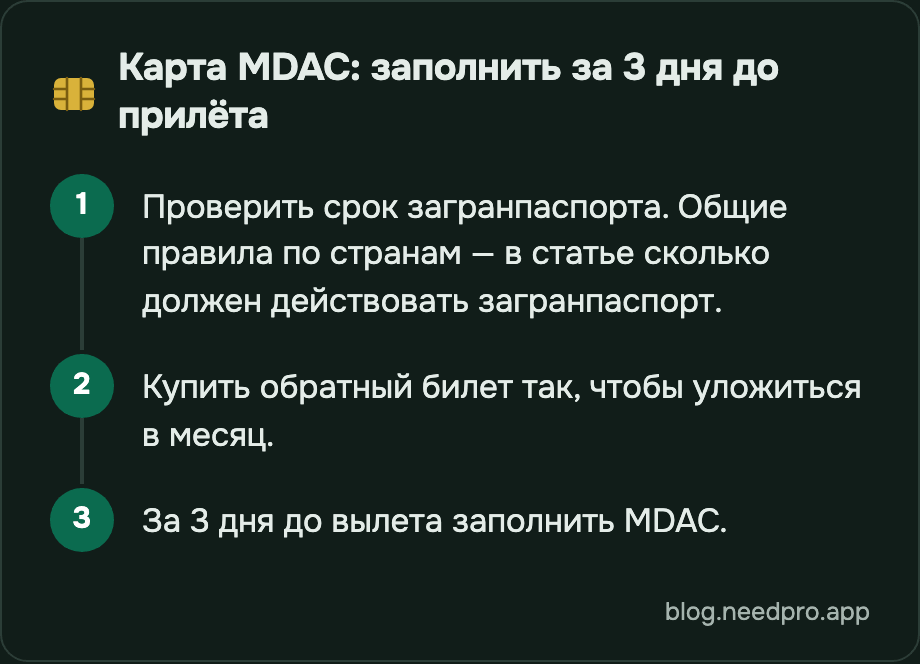 Карта MDAC: заполнить за 3 дня до
прилёта
1
Проверить срок загранпаспорта. Общие
правила по странам — в статье сколько
должен действовать загранпаспорт.
2
Купить обратный билет так, чтобы уложиться
в месяц.
3
За 3 дня до вылета заполнить MDAC.
blog.needpro.app